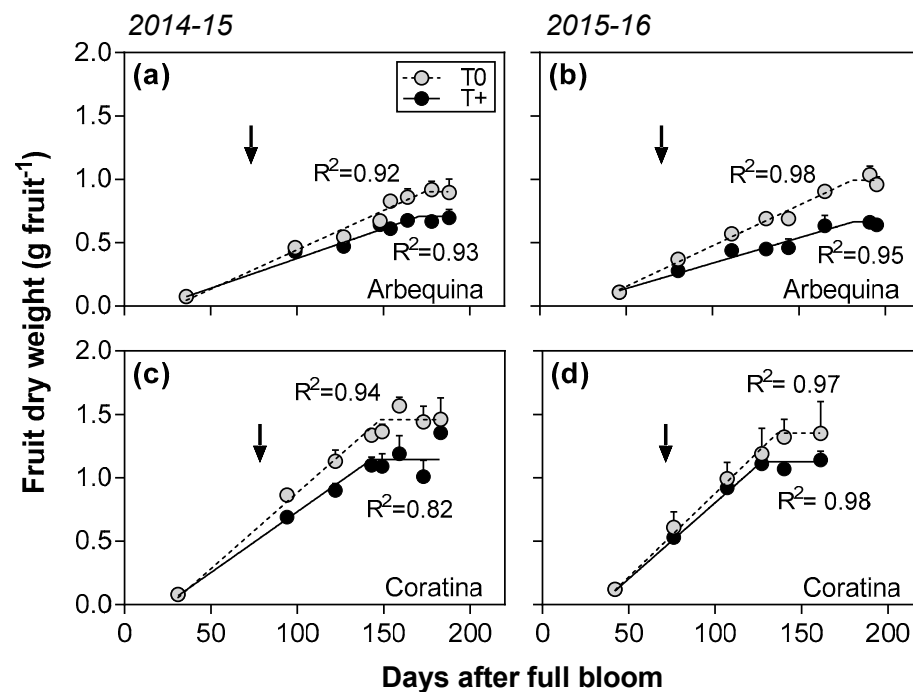 2014-15
2015-16
Fruit dry weight (g fruit⁻¹)
(a)
T0
T+
R²=0.92
R²=0.93
Arbequina
2.0
1.5
1.0
0.5
0.0
(b)
R²=0.98
R²=0.95
Arbequina
(c)
R²=0.94
R²=0.82
Coratina
2.0
1.5
1.0
0.5
0.0
0 50 100 150 200
(d)
R²= 0.97
R²= 0.98
Coratina
0 50 100 150 200
Days after full bloom